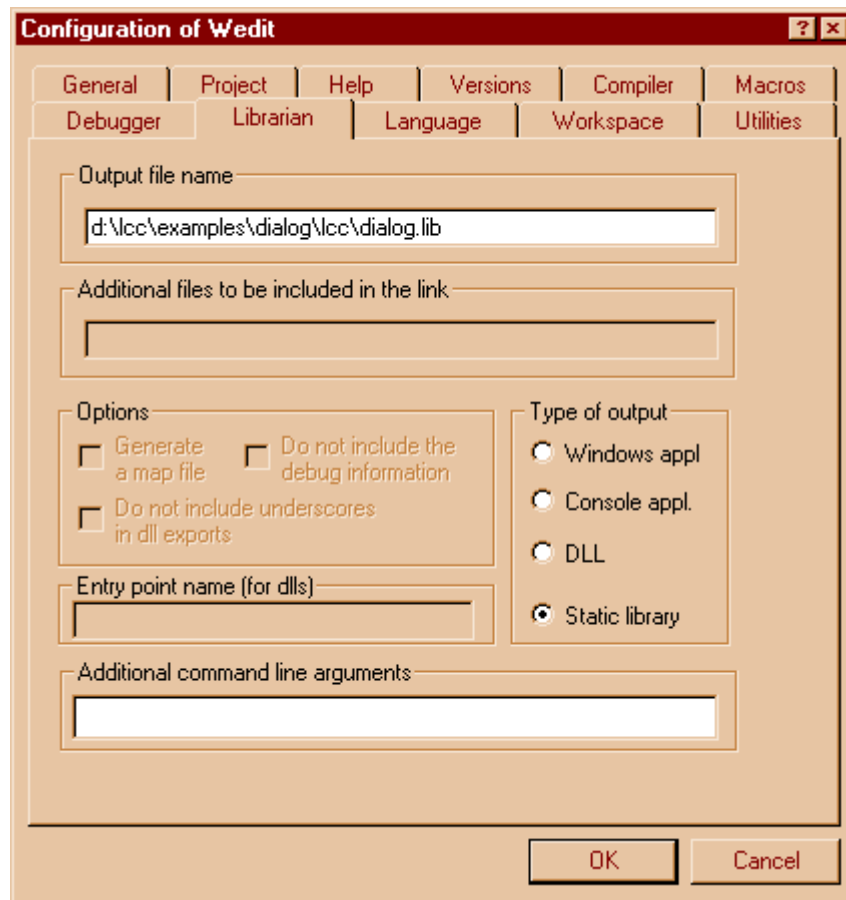 Configuration of Wedit
General Project Help Versions Compiler Macros
Debugger Librarian Language Workspace Utilities
Output file name
d:\lcc\examples\dialog\lcc\dialog.lib
Additional files to be included in the link
Options
Generate
a map file
Do not include the
debug information
Do not include underscores
in dll exports
Type of output
Windows appl
Console appl.
DLL
Static library
Entry point name (for dlls)
Additional command line arguments
OK Cancel